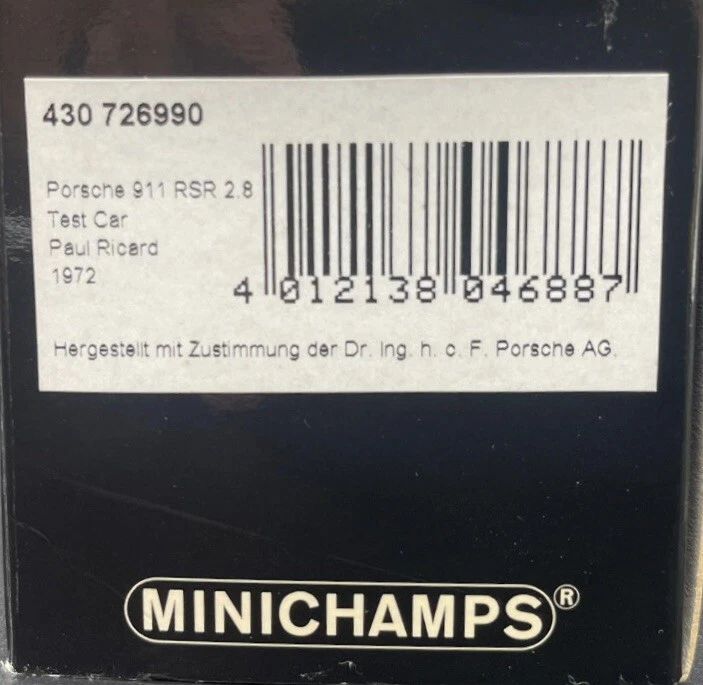 430 726990
Porsche 911 RSR 2.8
Test Car
Paul Ricard
1972
4 012138 046887
Hergestellt mit Zustimmung der Dr. Ing. h. c. F. Porsche AG.
MINICHAMPS®